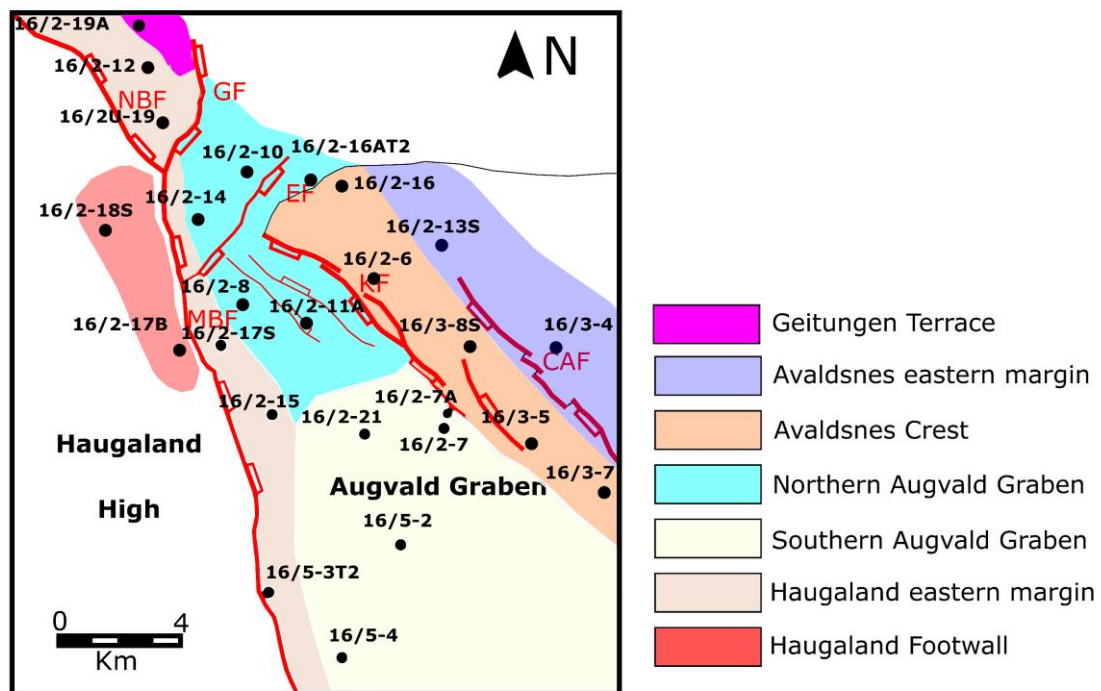 16/2-19A
N
16/2-12
NBF
GF
16/2U-19
16/2-10
16/2-16AT2
EF
16/2-16
16/2-14
16/2-18S
16/2-13S
16/2-6
KF
16/2-8
16/2-11A
MBF
16/2-17B
16/2-17S
16/3-8S
16/3-4
CAF
16/2-15
16/2-7A
16/2-21
16/2-7
16/3-5
Haugaland
High
16/3-7
Augvald Graben
16/5-2
16/5-3T2
16/5-4
0
4
Km
Geitungen Terrace
Avaldsnes eastern margin
Avaldsnes Crest
Northern Augvald Graben
Southern Augvald Graben
Haugaland eastern margin
Haugaland Footwall